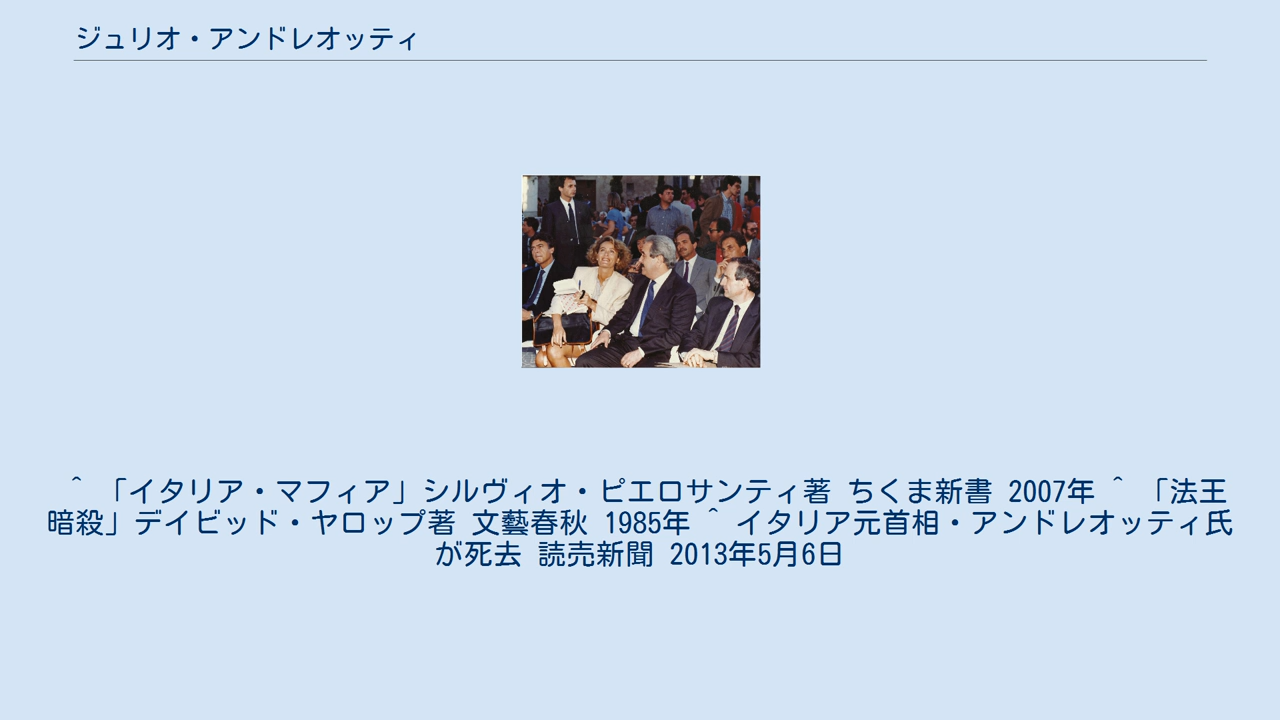 ジュリオ・アンドレオッティ
^ 「イタリア・マフィア」シルヴィオ・ピエロサンティ著 ちくま新書 2007年 ^ 「法王
暗殺」デイビッド・ヤロップ著 文藝春秋 1985年 ^ イタリア元首相・アンドレオッティ氏
が死去 読売新聞 2013年5月6日